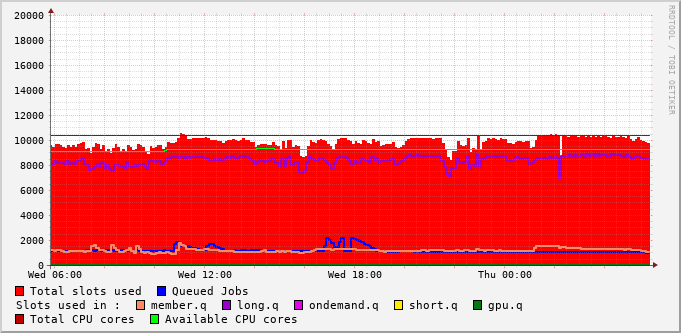 20000
18000
16000
14000
12000
10000
8000
6000
4000
2000
0
Wed 06:00 Wed 12:00 Wed 18:00 Thu 00:00
RRDTOOL / TOBI OETIKER
Total slots used Queued Jobs
Slots used in : member.q long.q ondemand.q short.q gpu.q
Total CPU cores Available CPU cores